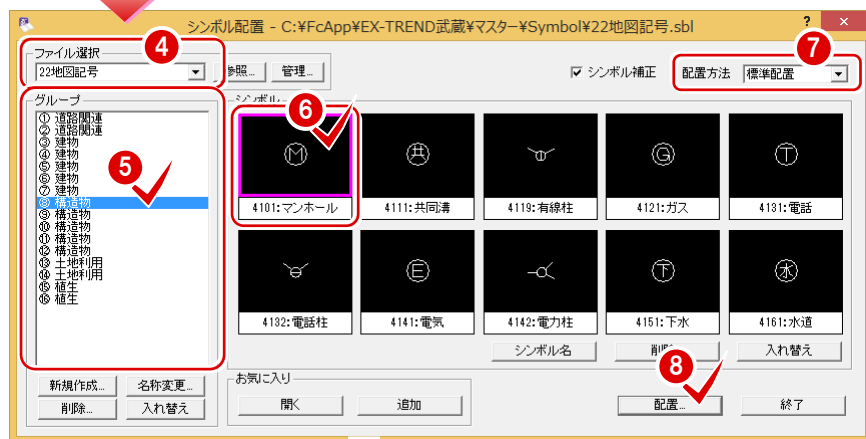 シンボル配置 - C:¥FcApp¥EX-TREND武蔵¥マスター¥Symbol¥22地図記号.sbl
? ×
4
7
ファイル選択
22地図記号
参照... 管理...
シンボル補正 配置方法 標準配置
グループ
① 道路関連
② 道路関連
③ 建物
④ 建物
⑤ 建物
⑥ 建物
⑦ 建物
⑧ 構造物
⑨ 構造物
⑩ 構造物
⑪ 構造物
⑫ 構造物
⑬ 土地利用
⑭ 土地利用
⑮ 植生
⑯ 植生
5
シンボル
6
M 共 G T
4101:マンホール 4111:共同溝 4119:有線柱 4121:ガス 4131:電話
E 下 水
4132:電話柱 4141:電気 4142:電力柱 4151:下水 4161:水道
シンボル名 入れ替え
新規作成... 名称変更...
削除... 入れ替え
お気に入り
開く 追加
8
配置... 終了